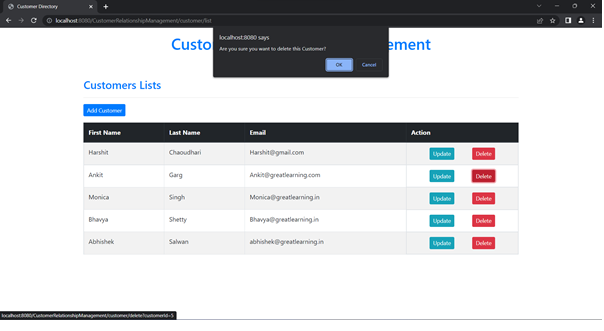 Customer Directory
localhost:8080/CustomerRelationshipManagement/customer/list
localhost:8080 says
Are you sure you want to delete this Customer?
OK Cancel
Customers Lists
Add Customer
First Name Last Name Email Action
Harshit Chaoudhari Harshit@gmail.com Update Delete
Ankit Garg Ankit@greatlearning.com Update Delete
Monica Singh Monica@greatlearning.in Update Delete
Bhavya Shetty Bhavya@greatlearning.in Update Delete
Abhishek Salwan abhishek@greatlearning.in Update Delete
localhost:8080/CustomerRelationshipManagement/customer/delete?customerId=5